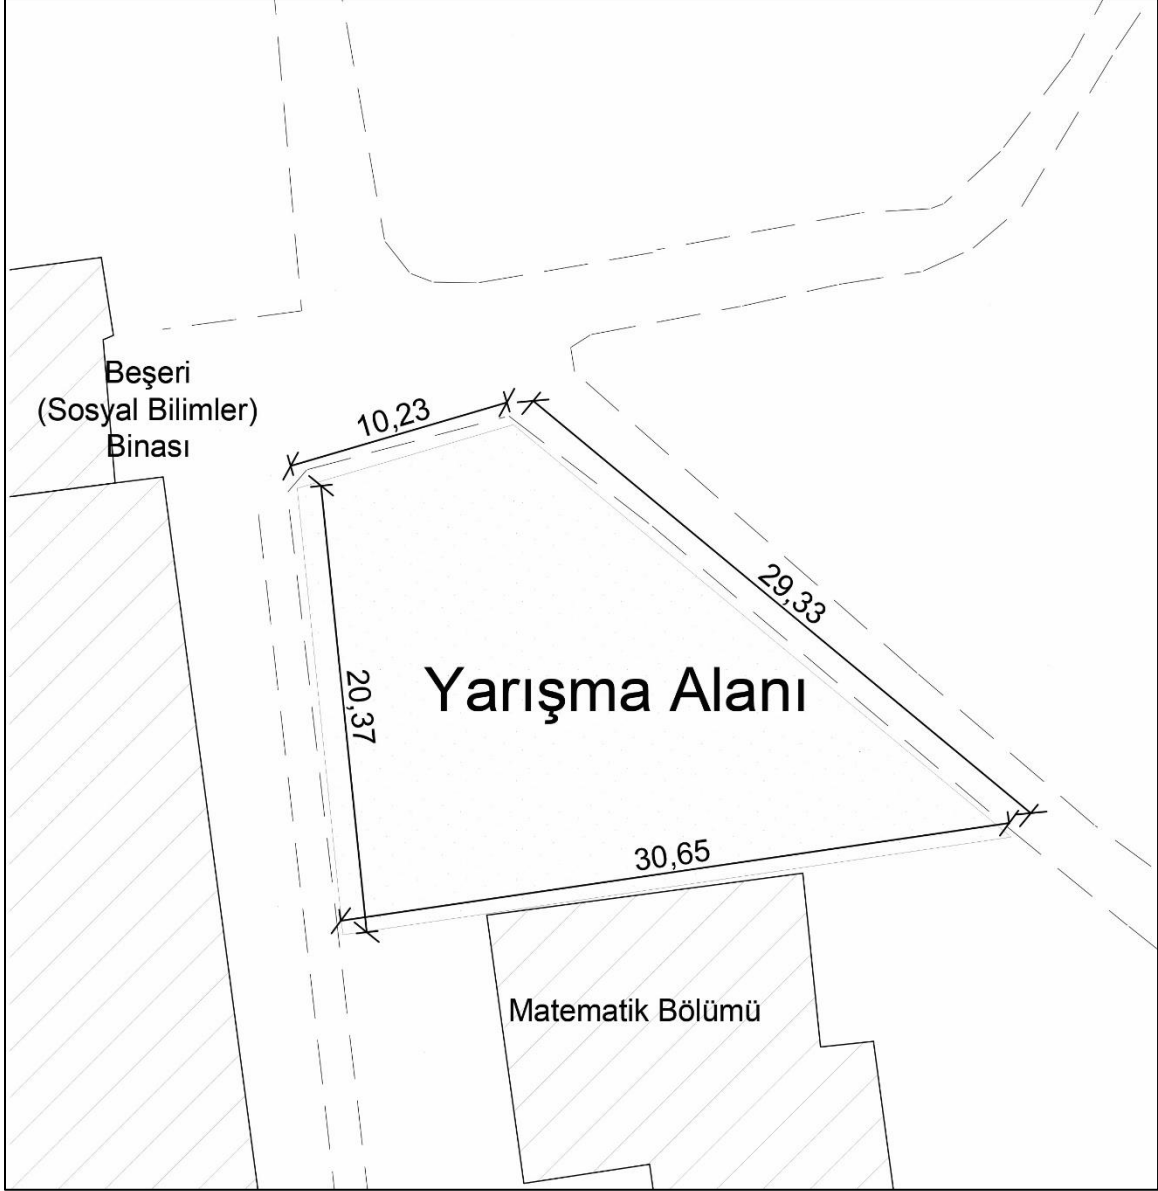 Beşeri
(Sosyal Bilimler)
Binası
10,23
29,33
20,37
Yarışma Alanı
30,65
Matematik Bölümü